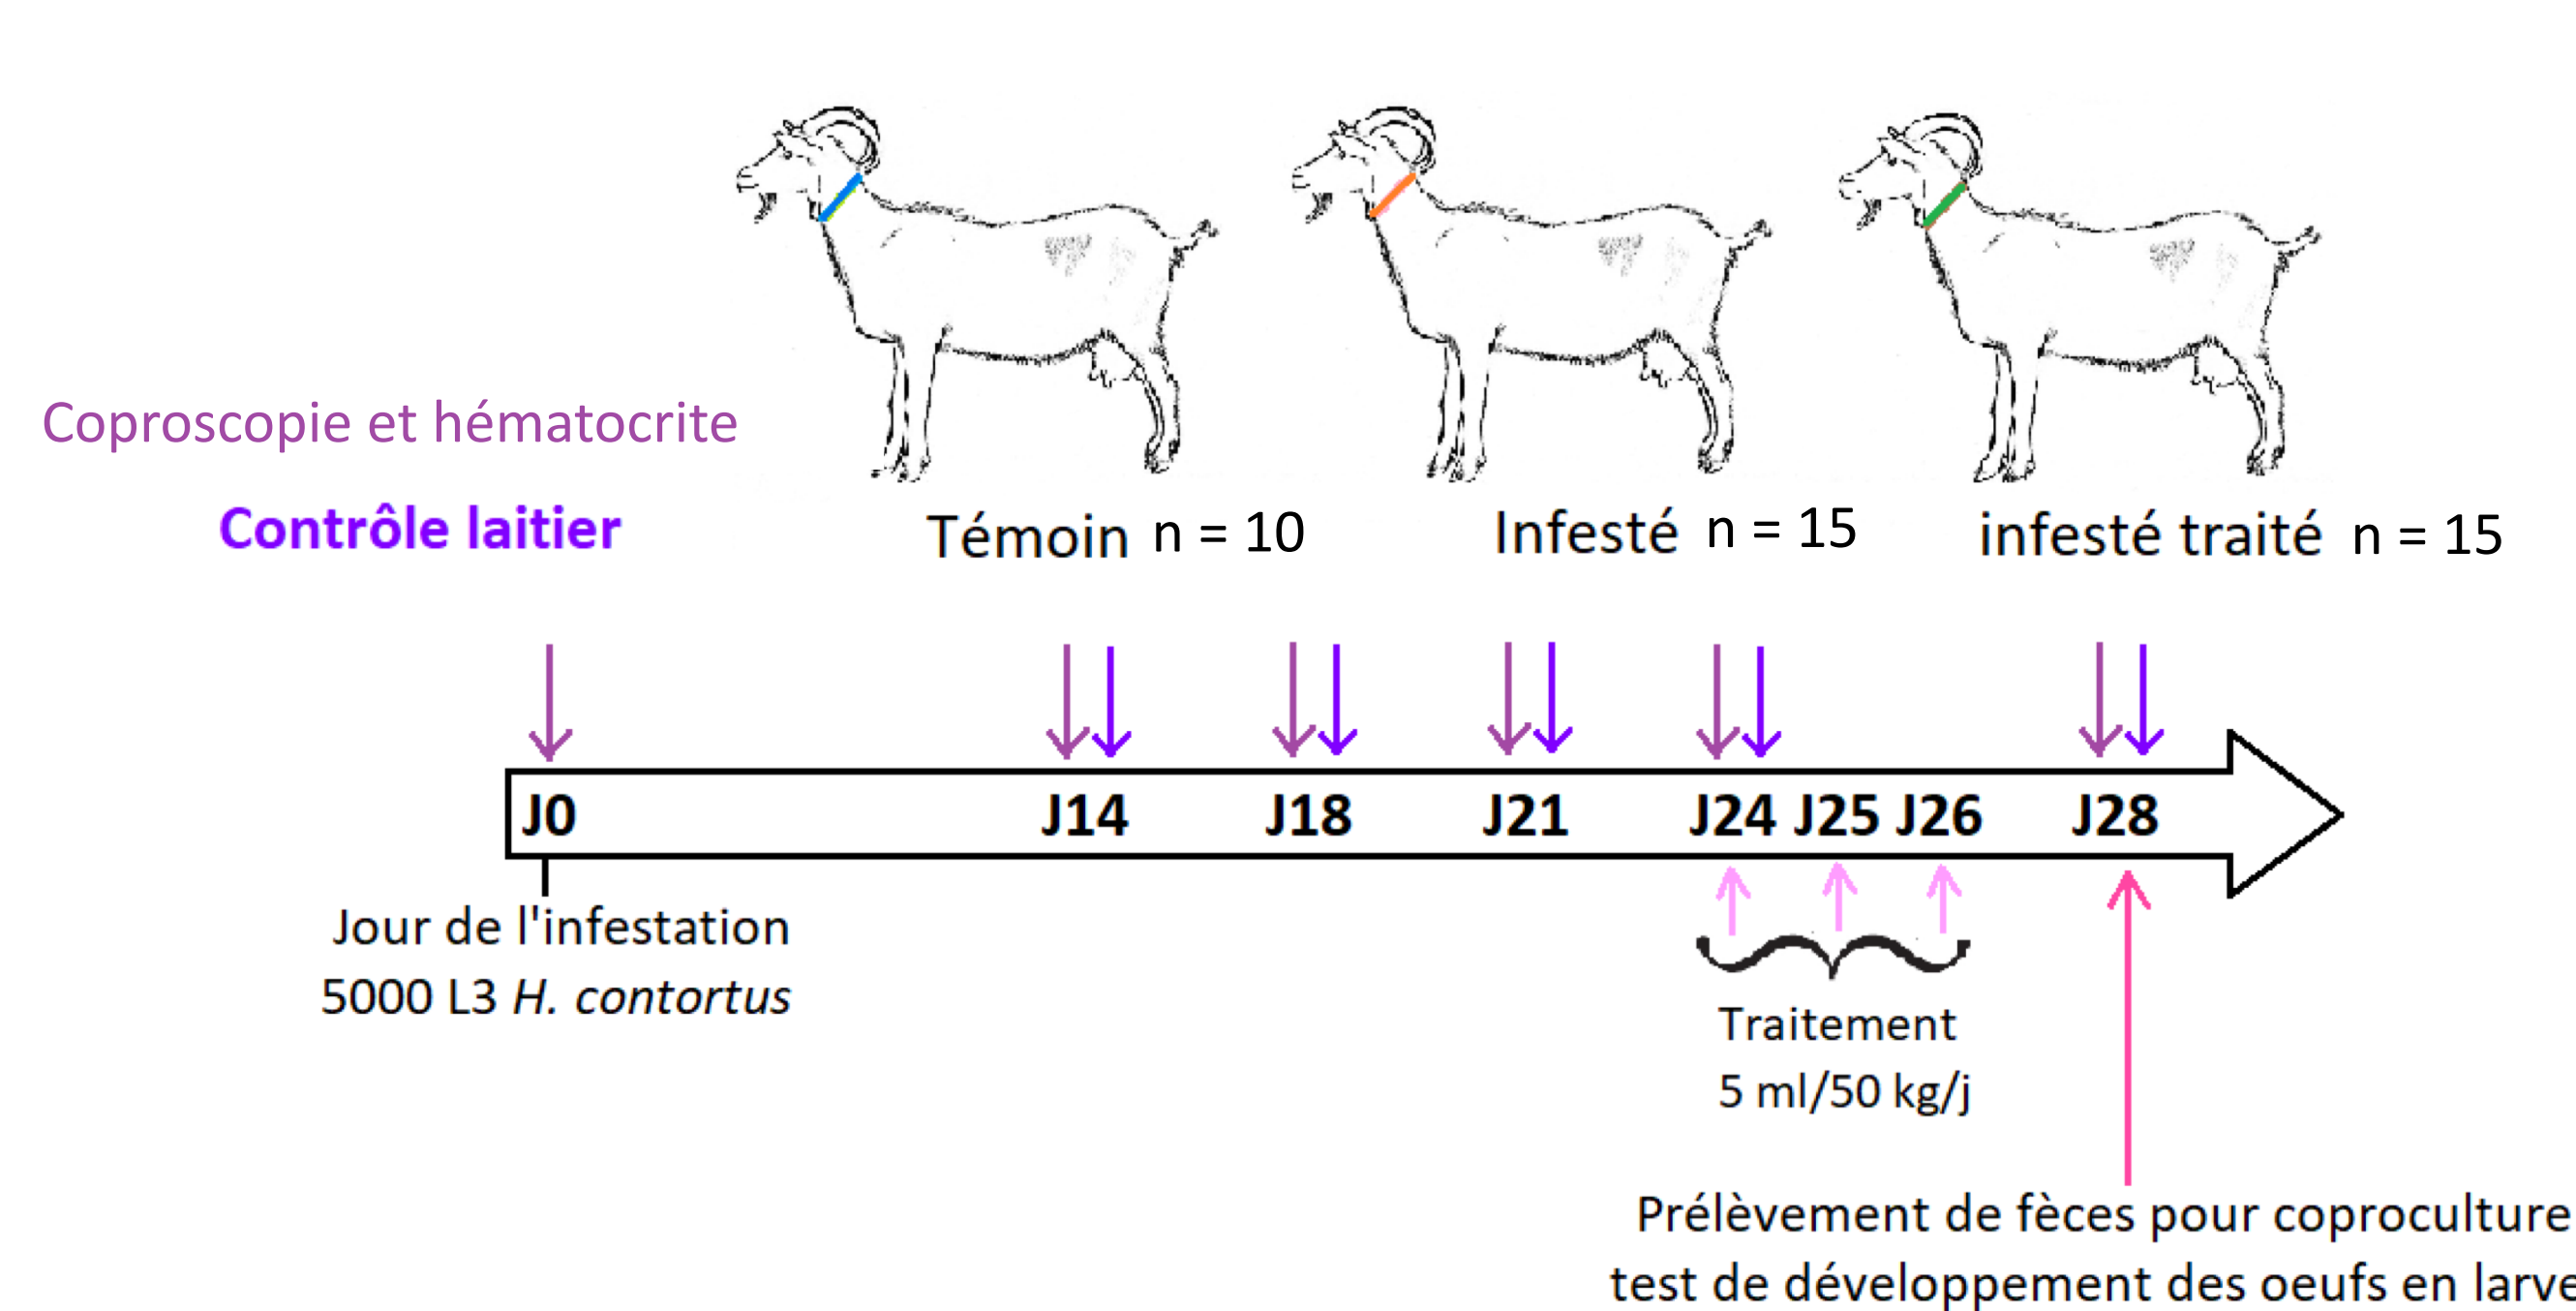 Coproscopie et hématocrite
Contrôle laitier
Témoin n = 10
Infesté n = 15
infesté traité n = 15
J0 J14 J18 J21 J24 J25 J26 J28
Jour de l'infestation
5000 L3 H. contortus
Traitement
5 ml/50 kg/j
Prélèvement de fèces pour coproculture
test de développement des oeufs en larve